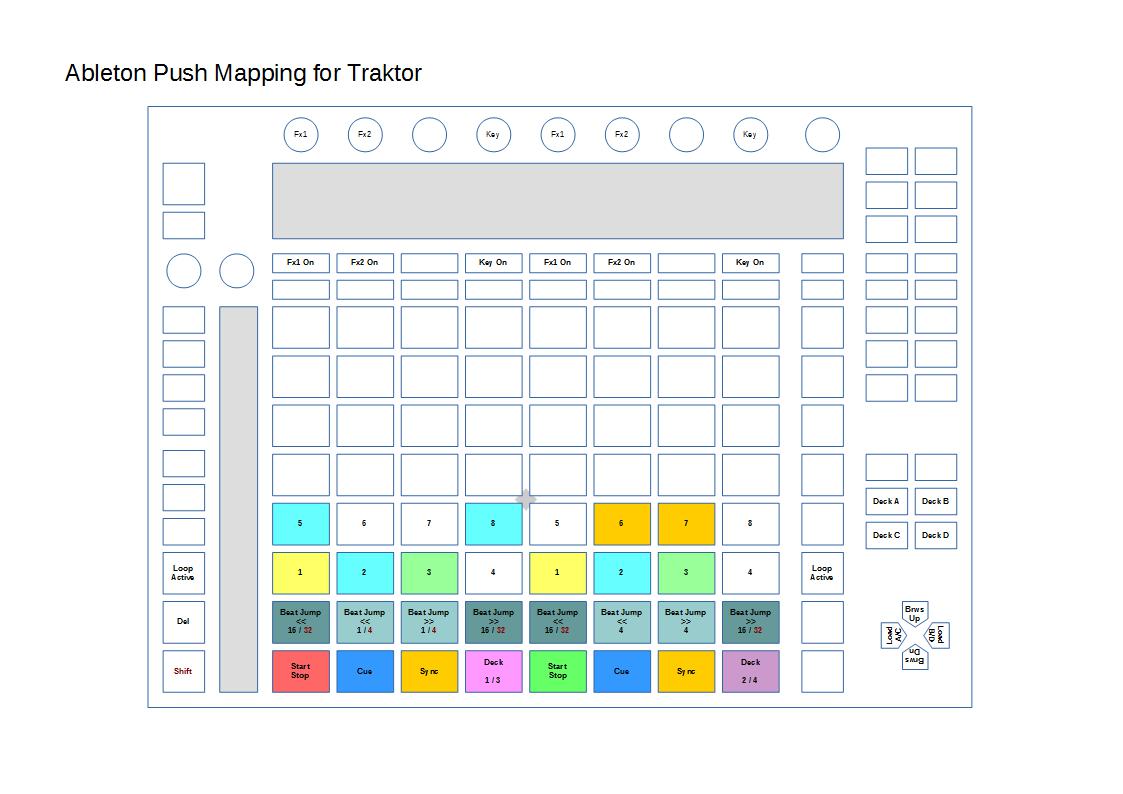 Ableton Push Mapping for Traktor
Fx1
Fx2
Key
Fx1
Fx2
Key
Fx1 On
Fx2 On
Key On
Fx1 On
Fx2 On
Key On
Deck A
Deck B
5
6
7
8
5
6
7
8
Deck C
Deck D
Loop
Active
1
2
3
4
1
2
3
4
Loop
Active
Del
Beat Jump
<<
16 / 32
Beat Jump
<<
1 / 4
Beat Jump
>>
1 / 4
Beat Jump
>>
16 / 32
Beat Jump
<<
16 / 32
Beat Jump
<<
4
Beat Jump
>>
4
Beat Jump
>>
16 / 32
Brws
Up
Load
A/C
Load
B/D
Brws
Dn
Shift
Start
Stop
Cue
Sync
Deck
1 / 3
Start
Stop
Cue
Sync
Deck
2 / 4